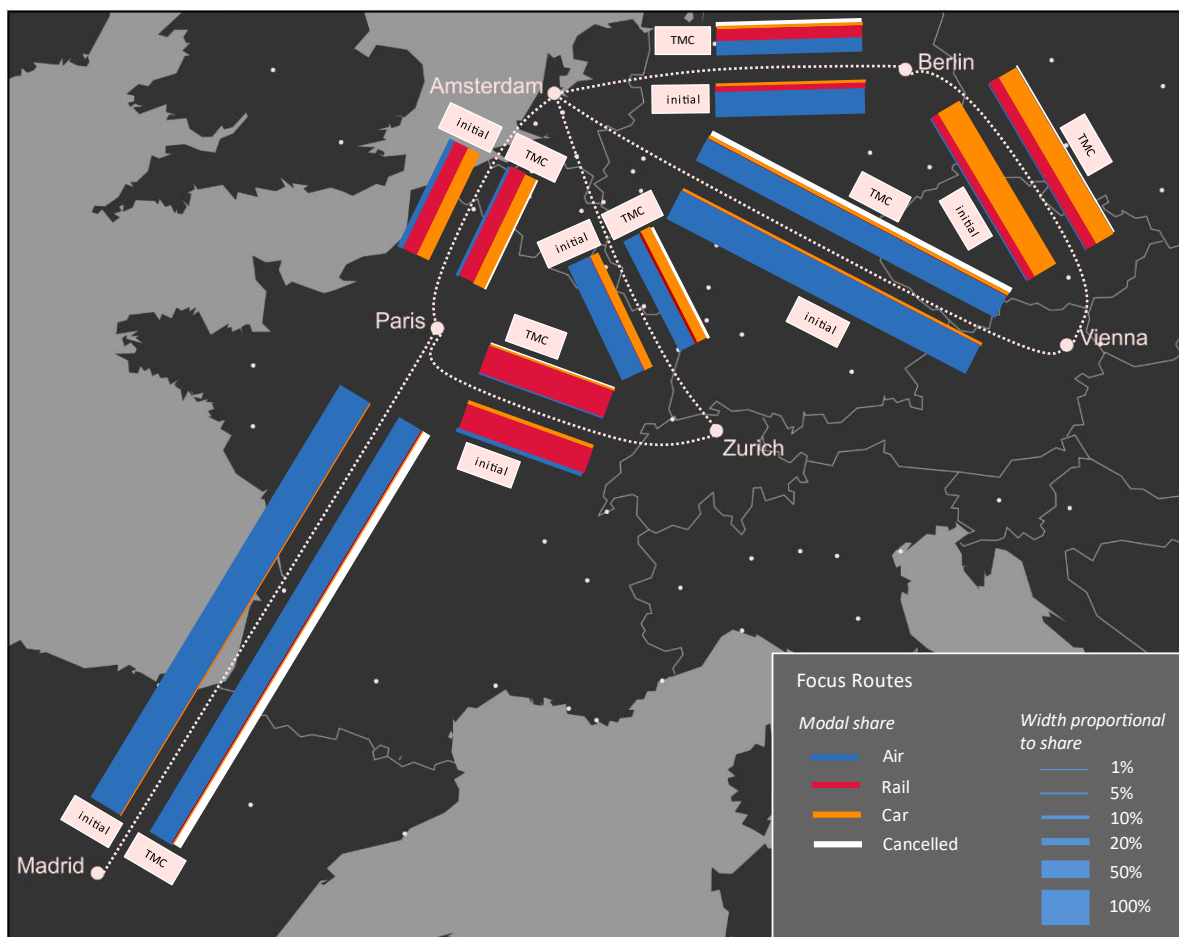 TMC
Berlin
Amsterdam
initial
initial
TMC
TMC
TMC
initial
TMC
initial
initial
Paris
TMC
Vienna
Zurich
initial
initial
TMC
Madrid
Focus Routes
Modal share
Air
Rail
Car
Cancelled
Width proportional
to share
1%
5%
10%
20%
50%
100%